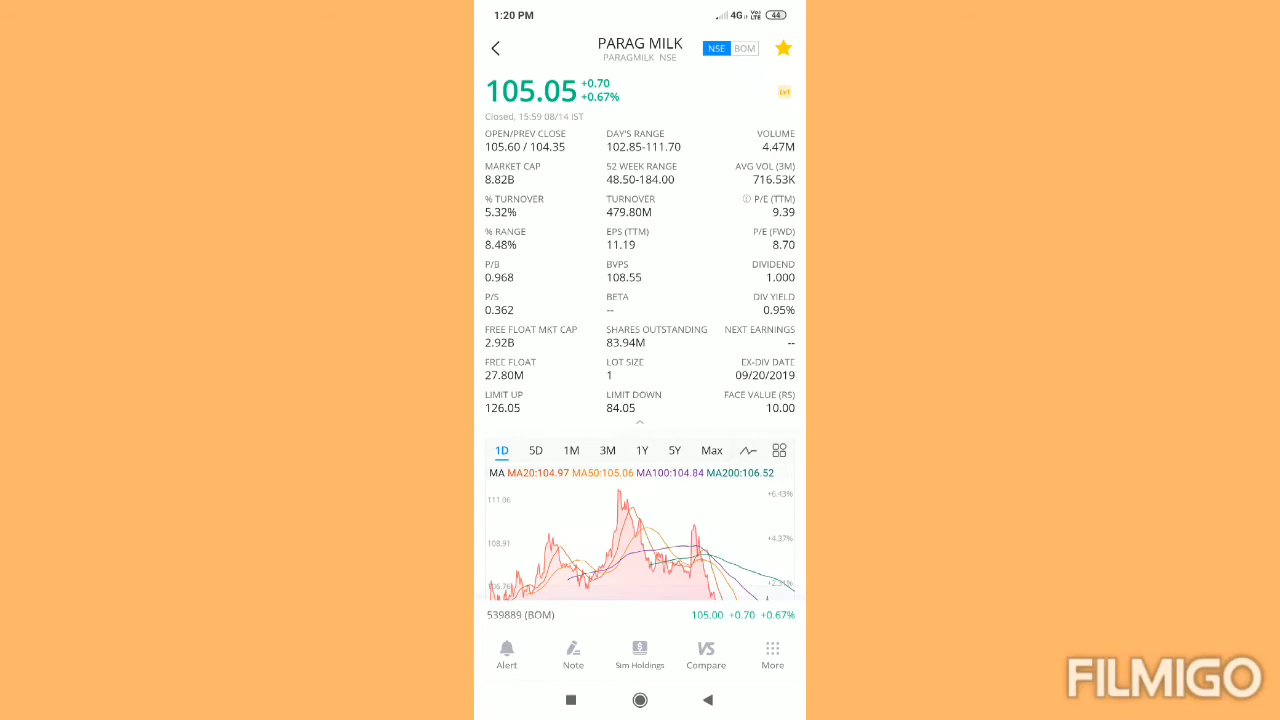 1:20 PM 4G VoLTE 44
PARAG MILK NSE BOM
PARAGMILK NSE
105.05 +0.70
+0.67% Lv1
Closed, 15:59 08/14 IST
OPEN/PREV CLOSE DAY'S RANGE VOLUME
105.60 / 104.35 102.85-111.70 4.47M
MARKET CAP 52 WEEK RANGE AVG VOL (3M)
8.82B 48.50-184.00 716.53K
% TURNOVER TURNOVER P/E (TTM)
5.32% 479.80M 9.39
% RANGE EPS (TTM) P/E (FWD)
8.48% 11.19 8.70
P/B BVPS DIVIDEND
0.968 108.55 1.000
P/S BETA DIV YIELD
0.362 -- 0.95%
FREE FLOAT MKT CAP SHARES OUTSTANDING NEXT EARNINGS
2.92B 83.94M --
FREE FLOAT LOT SIZE EX-DIV DATE
27.80M 1 09/20/2019
LIMIT UP LIMIT DOWN FACE VALUE (RS)
126.05 84.05 10.00
1D 5D 1M 3M 1Y 5Y Max
MA MA20:104.97 MA50:105.06 MA100:104.84 MA200:106.52
111.06 +6.43%
108.91 +4.37%
106.76 +2.31%
539889 (BOM) 105.00 +0.70 +0.67%
Alert Note Sim Holdings VS Compare More
FILMIGO